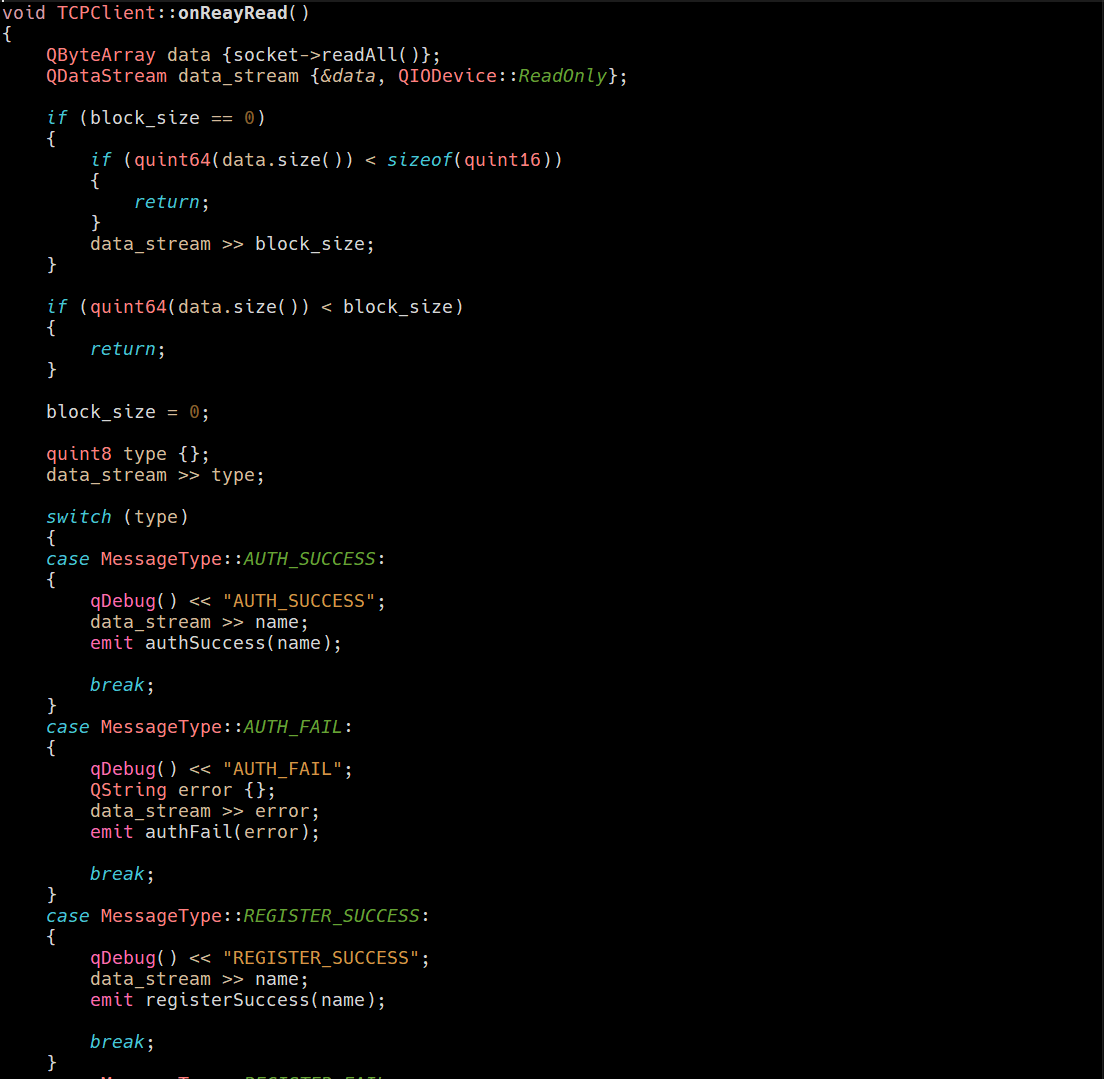 void TCPClient::onReayRead()
{
    QByteArray data {socket->readAll()};
    QDataStream data_stream {&data, QIODevice::ReadOnly};

    if (block_size == 0)
    {
        if (quint64(data.size()) < sizeof(quint16))
        {
            return;
        }
        data_stream >> block_size;
    }

    if (quint64(data.size()) < block_size)
    {
        return;
    }

    block_size = 0;

    quint8 type {};
    data_stream >> type;

    switch (type)
    {
    case MessageType::AUTH_SUCCESS:
    {
        qDebug() << "AUTH_SUCCESS";
        data_stream >> name;
        emit authSuccess(name);

        break;
    }
    case MessageType::AUTH_FAIL:
    {
        qDebug() << "AUTH_FAIL";
        QString error {};
        data_stream >> error;
        emit authFail(error);

        break;
    }
    case MessageType::REGISTER_SUCCESS:
    {
        qDebug() << "REGISTER_SUCCESS";
        data_stream >> name;
        emit registerSuccess(name);

        break;
    }